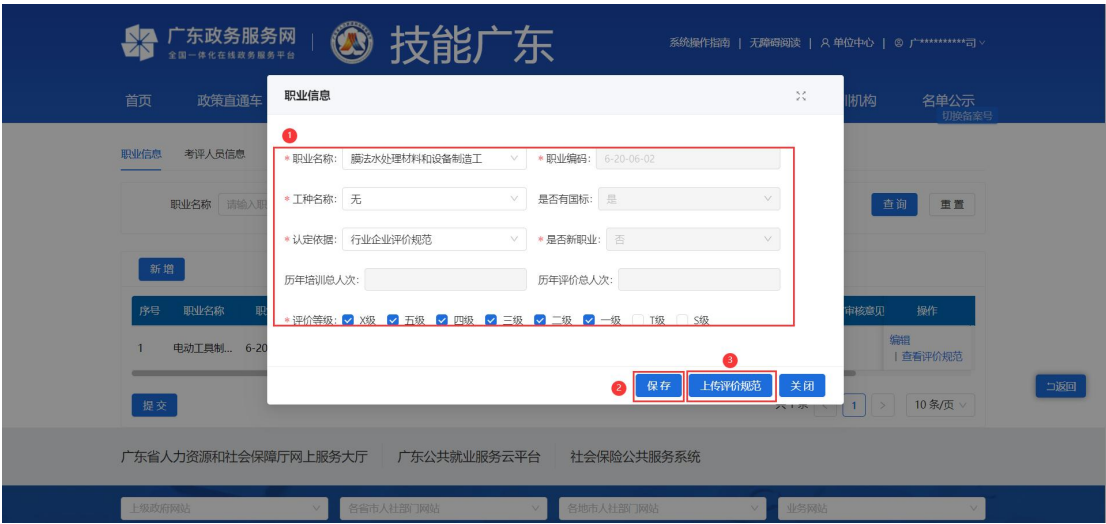 广东政务服务网 技能广东 系统操作指南 | 无障碍阅读 | 单位中心 | 广**********司
全国一体化在线政务服务平台
首页 政策直通车 机构 名单公示
切换备案号
职业信息
1
职业信息 考评人员信息
* 职业名称: 膜法水处理材料和设备制造工 * 职业编码: 6-20-06-02
职业名称 请输入职 * 工种名称: 无 是否有国标: 是 查询 重置
* 认定依据: 行业企业评价规范 * 是否新职业: 否
新增
历年培训总人次: 历年评价总人次:
序号 职业名称 职 审核意见 操作
* 评价等级: X级 五级 四级 三级 二级 一级 T级 S级
1 电动工具制... 6-20 编辑
| 查看评价规范
3
2 保存 上传评价规范 关闭
返回
提交 1 10 条/页
广东省人力资源和社会保障厅网上服务大厅 广东公共就业服务云平台 社会保险公共服务系统
上级政府网站 各省市人社部门网站 各地市人社部门网站 业务网站